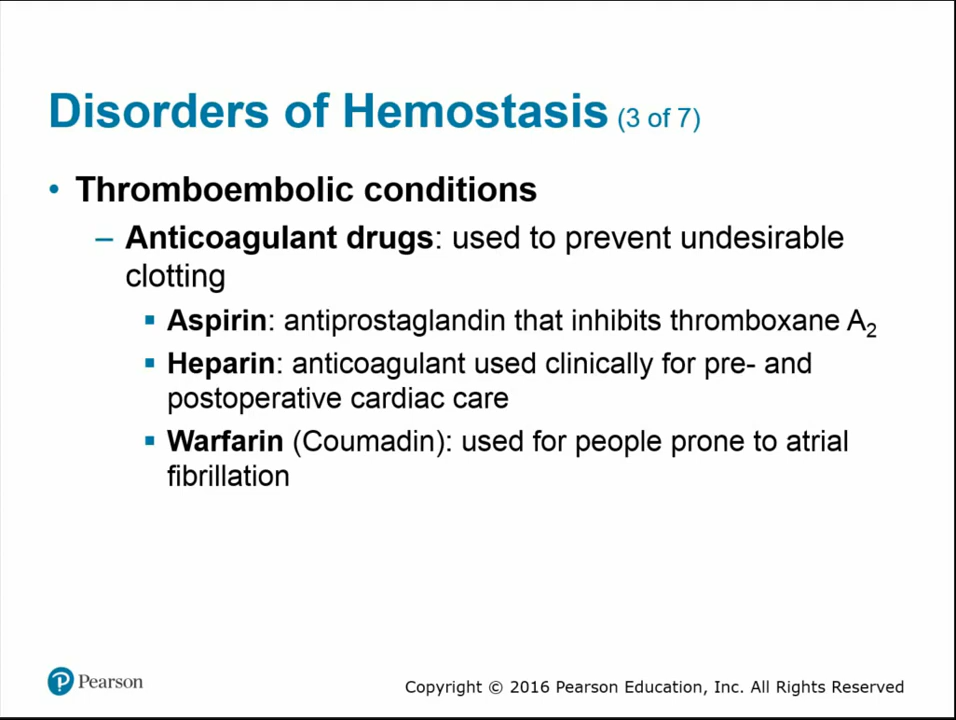 Disorders of Hemostasis (3 of 7)
• Thromboembolic conditions
– Anticoagulant drugs: used to prevent undesirable
clotting
▪ Aspirin: antiprostaglandin that inhibits thromboxane A₂
▪ Heparin: anticoagulant used clinically for pre- and
postoperative cardiac care
▪ Warfarin (Coumadin): used for people prone to atrial
fibrillation
Pearson
Copyright © 2016 Pearson Education, Inc. All Rights Reserved